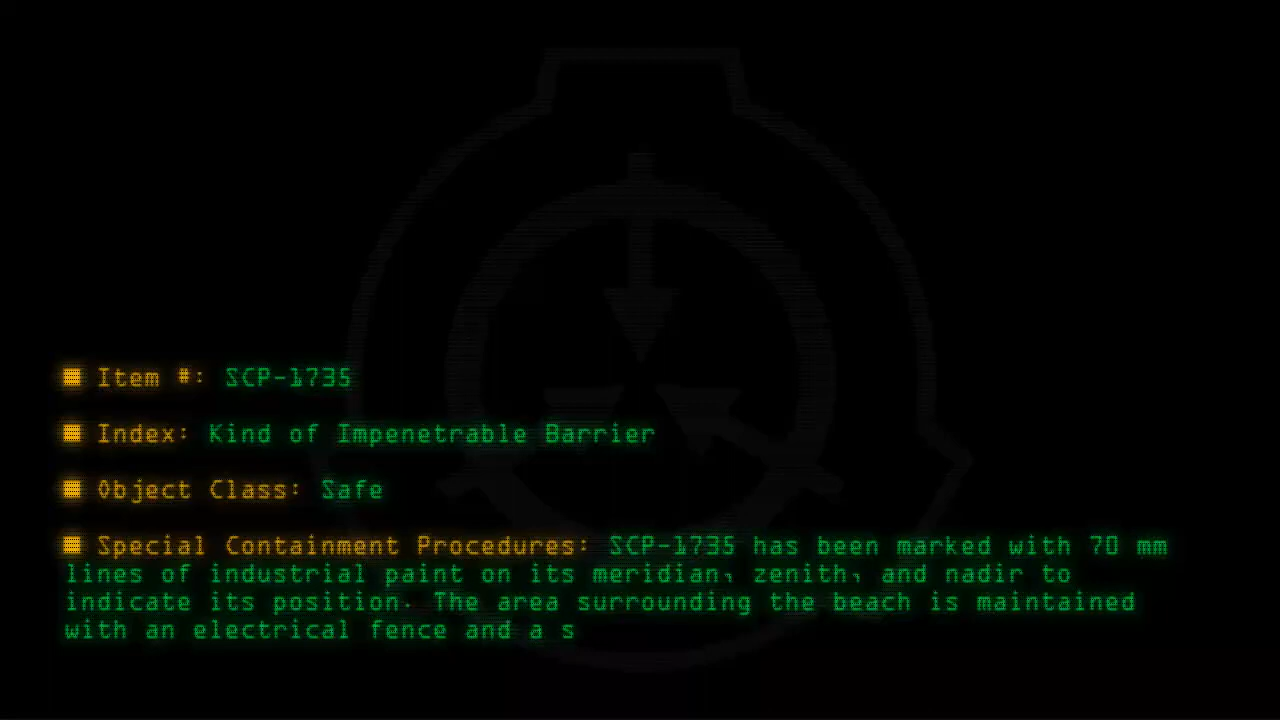 Item #: SCP-1735
Index: Kind of Impenetrable Barrier
Object Class: Safe
Special Containment Procedures: SCP-1735 has been marked with 70 mm
lines of industrial paint on its meridian, zenith, and nadir to
indicate its position. The area surrounding the beach is maintained
with an electrical fence and a s